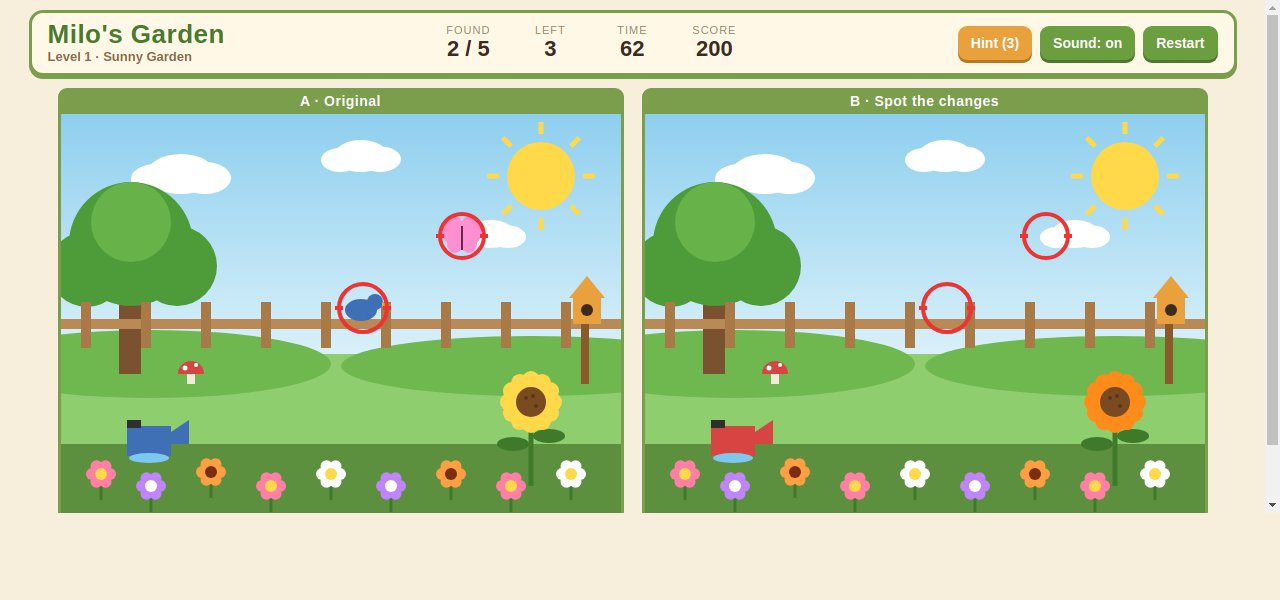 Milo's Garden
Level 1 · Sunny Garden
FOUND
2 / 5
LEFT
3
TIME
62
SCORE
200
Hint (3)
Sound: on
Restart
A · Original
B · Spot the changes